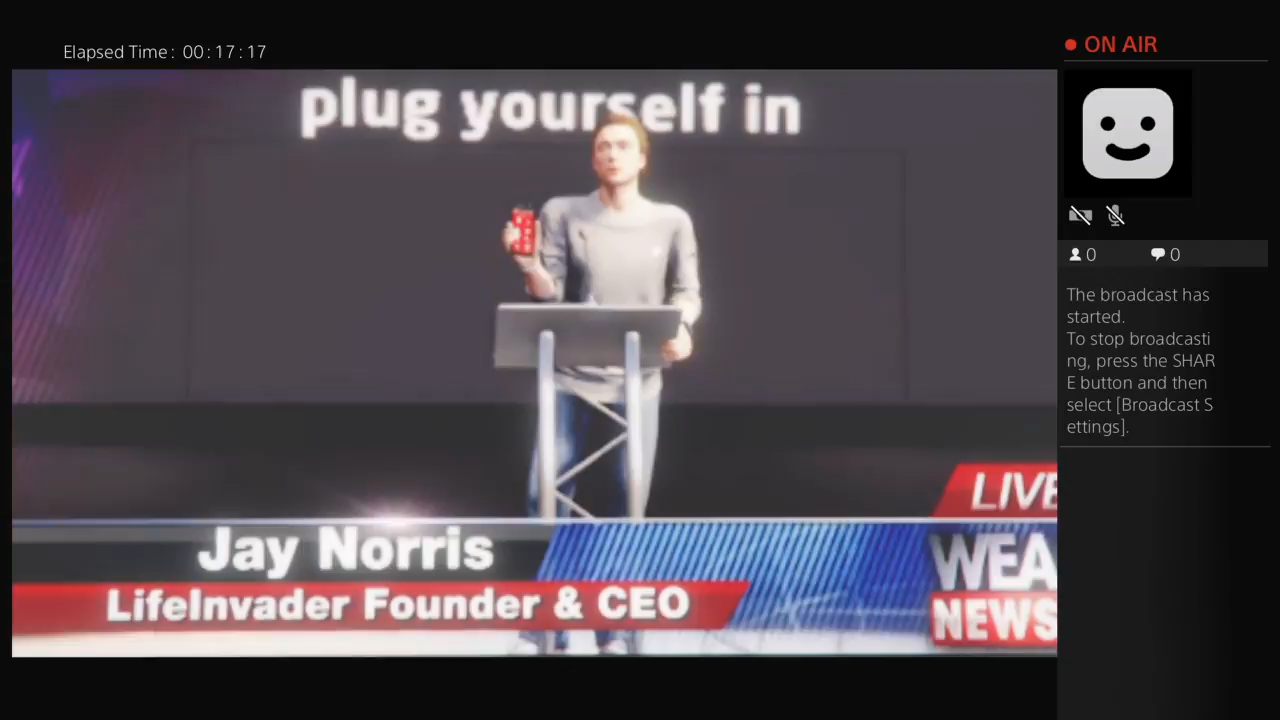 Elapsed Time: 00:17:17
ON AIR
plug yourself in
0 0
The broadcast has
started.
To stop broadcasti
ng, press the SHAR
E button and then
select [Broadcast S
ettings].
LIVE
Jay Norris
LifeInvader Founder & CEO
WEA
NEWS